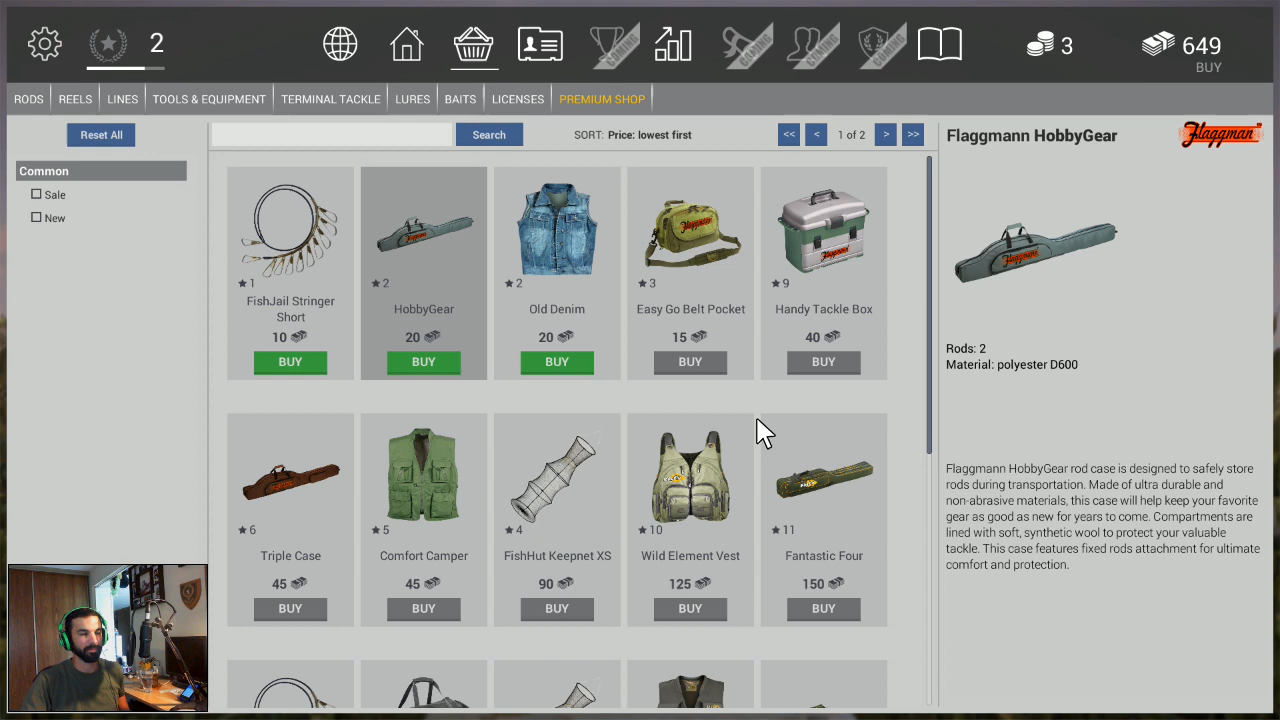 2
COMING
COMING
COMING
COMING
3
649
BUY
RODS
REELS
LINES
TOOLS & EQUIPMENT
TERMINAL TACKLE
LURES
BAITS
LICENSES
PREMIUM SHOP
Reset All
Search
SORT: Price: lowest first
<<
<
1 of 2
>
>>
Flaggmann HobbyGear
Flaggman
Common
Sale
New
1
FishJail Stringer
Short
10
BUY
2
HobbyGear
20
BUY
2
Old Denim
20
BUY
3
Easy Go Belt Pocket
15
BUY
9
Handy Tackle Box
40
BUY
6
Triple Case
45
BUY
5
Comfort Camper
45
BUY
4
FishHut Keepnet XS
90
BUY
10
Wild Element Vest
125
BUY
11
Fantastic Four
150
BUY
Rods: 2
Material: polyester D600
Flaggmann HobbyGear rod case is designed to safely store
rods during transportation. Made of ultra durable and
non-abrasive materials, this case will help keep your favorite
gear as good as new for years to come. Compartments are
lined with soft, synthetic wool to protect your valuable
tackle. This case features fixed rods attachment for ultimate
comfort and protection.